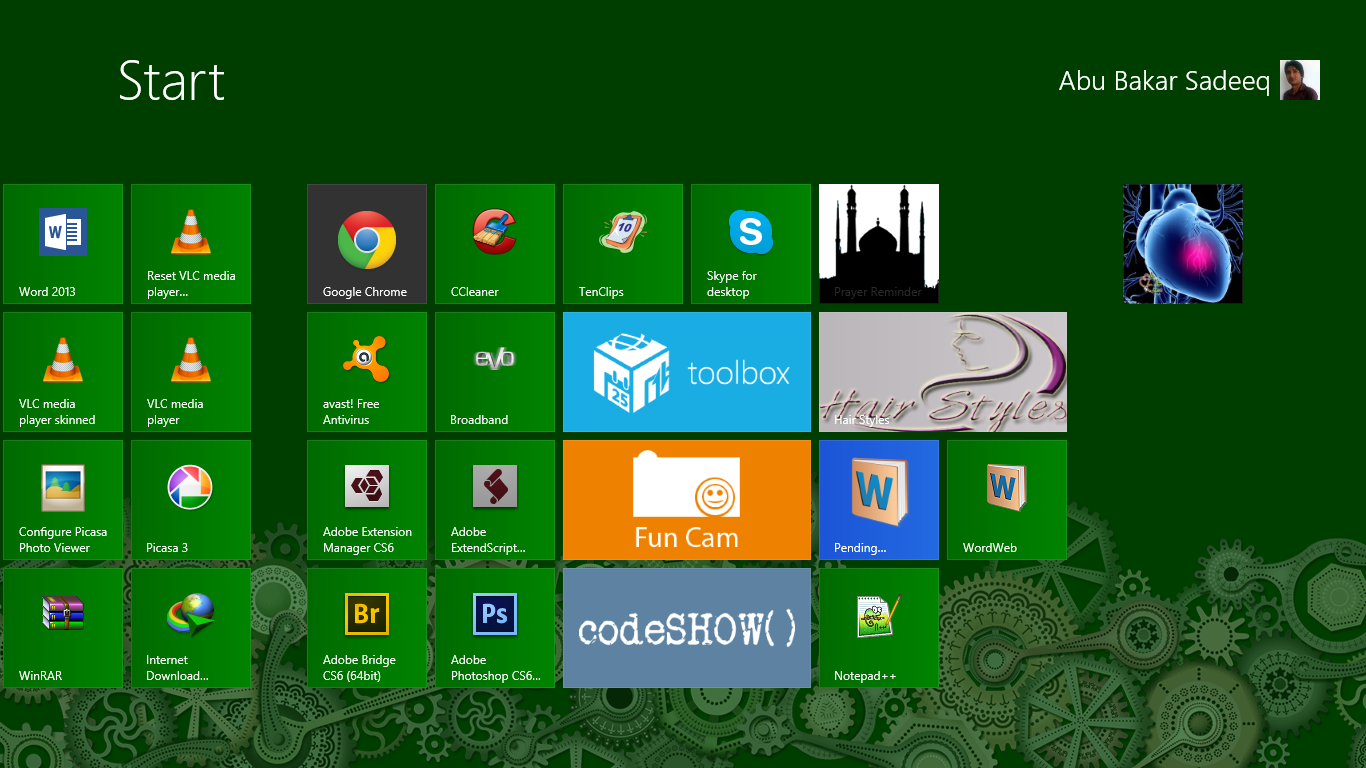 Start
Abu Bakar Sadeeq
W
Word 2013
Reset VLC media
player...
Google Chrome
CCleaner
10
TenClips
S
Skype for
desktop
Prayer Reminder
VLC media
player skinned
VLC media
player
a
avast! Free
Antivirus
evo
Broadband
25
toolbox
Hair Styles
Hair Styles
Configure Picasa
Photo Viewer
Picasa 3
Adobe Extension
Manager CS6
Adobe
ExtendScript...
Fun Cam
W
Pending...
W
WordWeb
WinRAR
Internet
Download...
Br
Adobe Bridge
CS6 (64bit)
Ps
Adobe
Photoshop CS6...
codeSHOW()
Notepad++